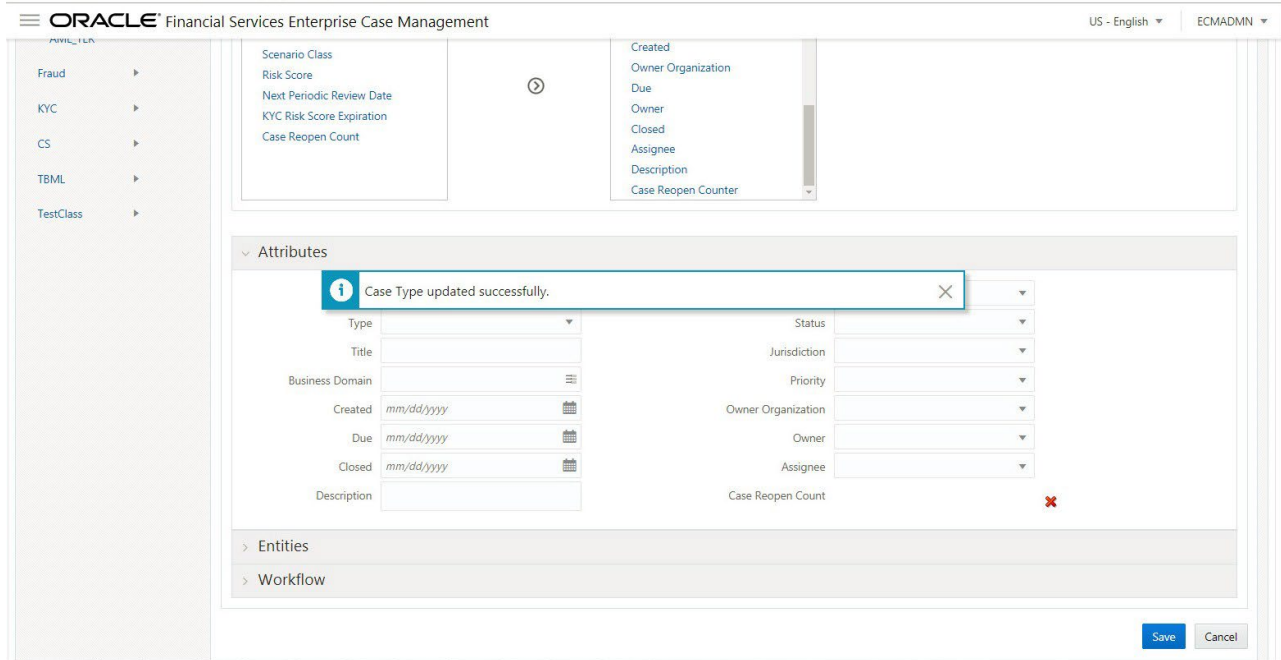 ORACLE Financial Services Enterprise Case Management
US - English
ECMADMN
AML_TER
Fraud
KYC
CS
TBML
TestClass
Scenario Class
Risk Score
Next Periodic Review Date
KYC Risk Score Expiration
Case Reopen Count
Created
Owner Organization
Due
Owner
Closed
Assignee
Description
Case Reopen Counter
Attributes
Case Type updated successfully.
Type
Status
Title
Jurisdiction
Business Domain
Priority
Created mm/dd/yyyy
Owner Organization
Due mm/dd/yyyy
Owner
Closed mm/dd/yyyy
Assignee
Description
Case Reopen Count
Entities
Workflow
Save
Cancel